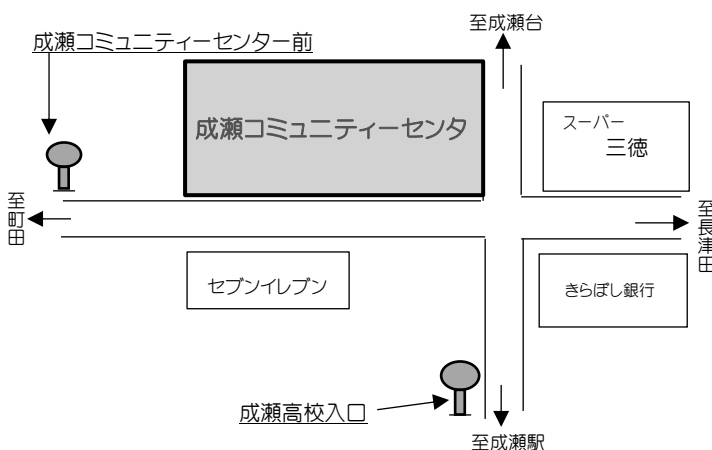 至成瀬台
成瀬コミュニティーセンター前
成瀬コミュニティーセンタ
スーパー
三徳
至町田
至長津田
セブンイレブン
きらぼし銀行
成瀬高校入口
至成瀬駅